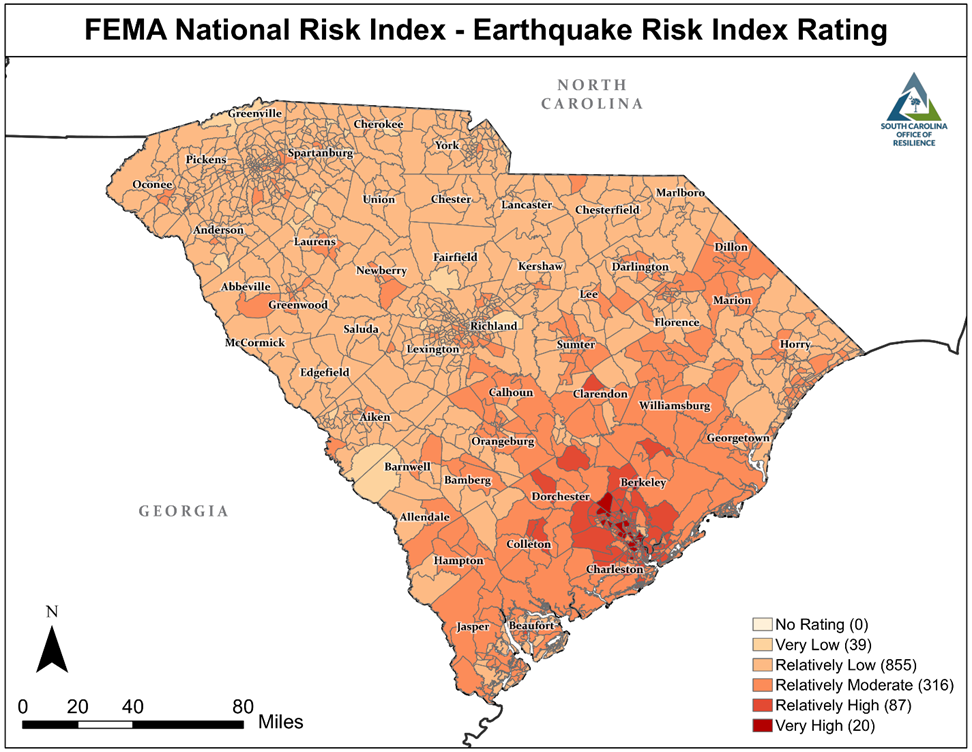 FEMA National Risk Index - Earthquake Risk Index Rating
NORTH
CAROLINA
SOUTH CAROLINA
OFFICE OF
RESILIENCE
Greenville
Cherokee
Spartanburg
York
Pickens
Oconee
Union
Chester
Lancaster
Marlboro
Chesterfield
Anderson
Laurens
Dillon
Fairfield
Newberry
Kershaw
Darlington
Abbeville
Greenwood
Lee
Marion
Saluda
Richland
Florence
McCormick
Lexington
Sumter
Horry
Edgefield
Calhoun
Clarendon
Williamsburg
Aiken
Orangeburg
Georgetown
Barnwell
Bamberg
Berkeley
Dorchester
GEORGIA
Allendale
Colleton
Hampton
Charleston
Jasper
Beaufort
N
0 20 40 80
Miles
No Rating (0)
Very Low (39)
Relatively Low (855)
Relatively Moderate (316)
Relatively High (87)
Very High (20)